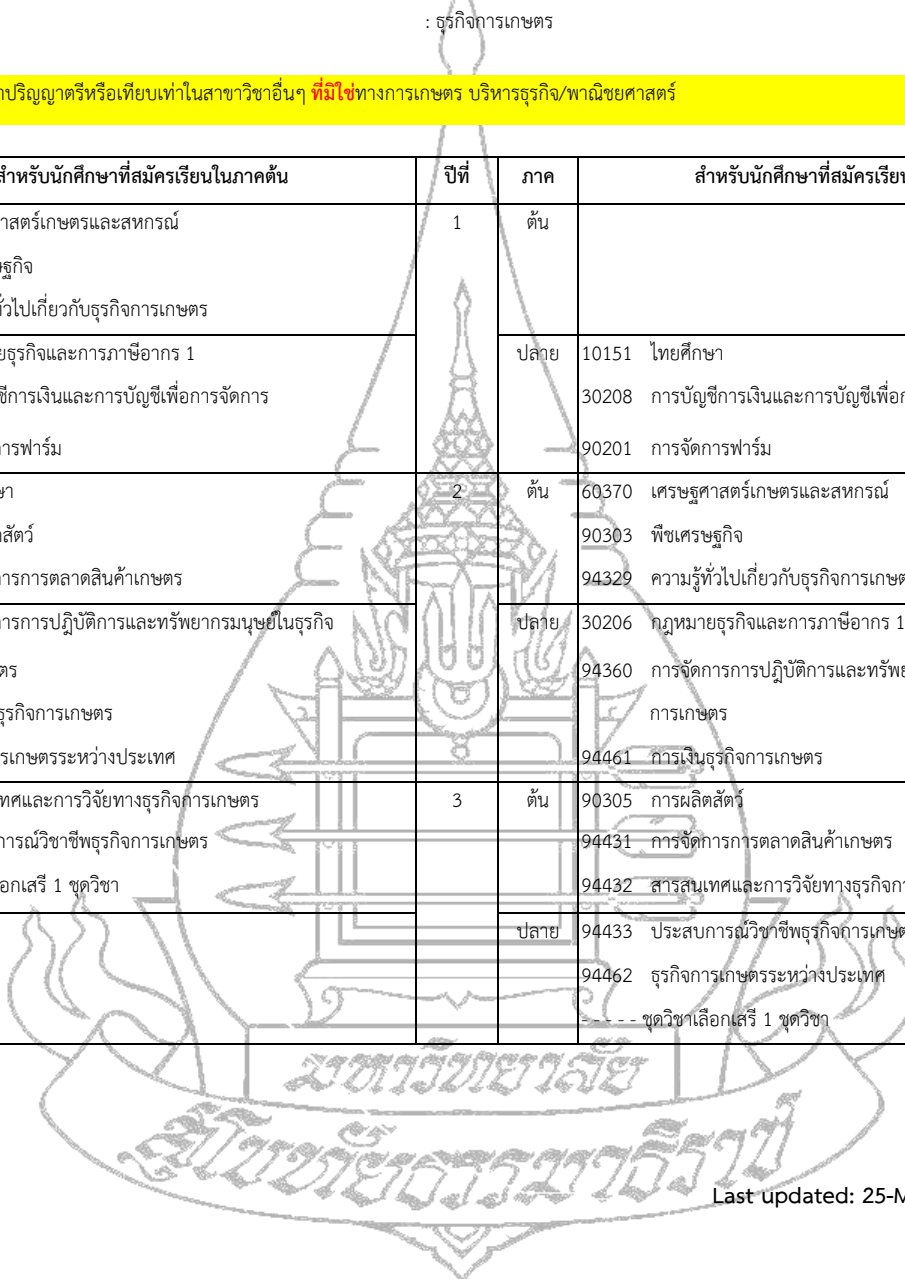 : ธุรกิจการเกษตร
าปริญญาตรีหรือเทียบเท่าในสาขาวิชาอื่นๆ ที่มิใช่ทางการเกษตร บริหารธุรกิจ/พาณิชยศาสตร์
สำหรับนักศึกษาที่สมัครเรียนในภาคต้น ปีที่ ภาค สำหรับนักศึกษาที่สมัครเรียน
าสตร์เกษตรและสหกรณ์ 1 ต้น
ษฐกิจ
ทั่วไปเกี่ยวกับธุรกิจการเกษตร
ยธุรกิจและการภาษีอากร 1 ปลาย 10151 ไทยศึกษา
ชีการเงินและการบัญชีเพื่อการจัดการ 30208 การบัญชีการเงินและการบัญชีเพื่อก
การฟาร์ม 90201 การจัดการฟาร์ม
ษา 2 ต้น 60370 เศรษฐศาสตร์เกษตรและสหกรณ์
สัตว์ 90303 พืชเศรษฐกิจ
การการตลาดสินค้าเกษตร 94329 ความรู้ทั่วไปเกี่ยวกับธุรกิจการเกษต
การการปฎิบัติการและทรัพยากรมนุษย์ในธุรกิจ ปลาย 30206 กฎหมายธุรกิจและการภาษีอากร 1
ตร 94360 การจัดการการปฎิบัติการและทรัพย
ธุรกิจการเกษตร การเกษตร
รเกษตรระหว่างประเทศ 94461 การเงินธุรกิจการเกษตร
ทศและการวิจัยทางธุรกิจการเกษตร 3 ต้น 90305 การผลิตสัตว์
การณ์วิชาชีพธุรกิจการเกษตร 94431 การจัดการการตลาดสินค้าเกษตร
ลือกเสรี 1 ชุดวิชา 94432 สารสนเทศและการวิจัยทางธุรกิจกา
ปลาย 94433 ประสบการณ์วิชาชีพธุรกิจการเกษต
94462 ธุรกิจการเกษตรระหว่างประเทศ
- - - - - ชุดวิชาเลือกเสรี 1 ชุดวิชา
มหาวิทยาลัย
สุโขทัยธรรมาธิราช
Last updated: 25-M